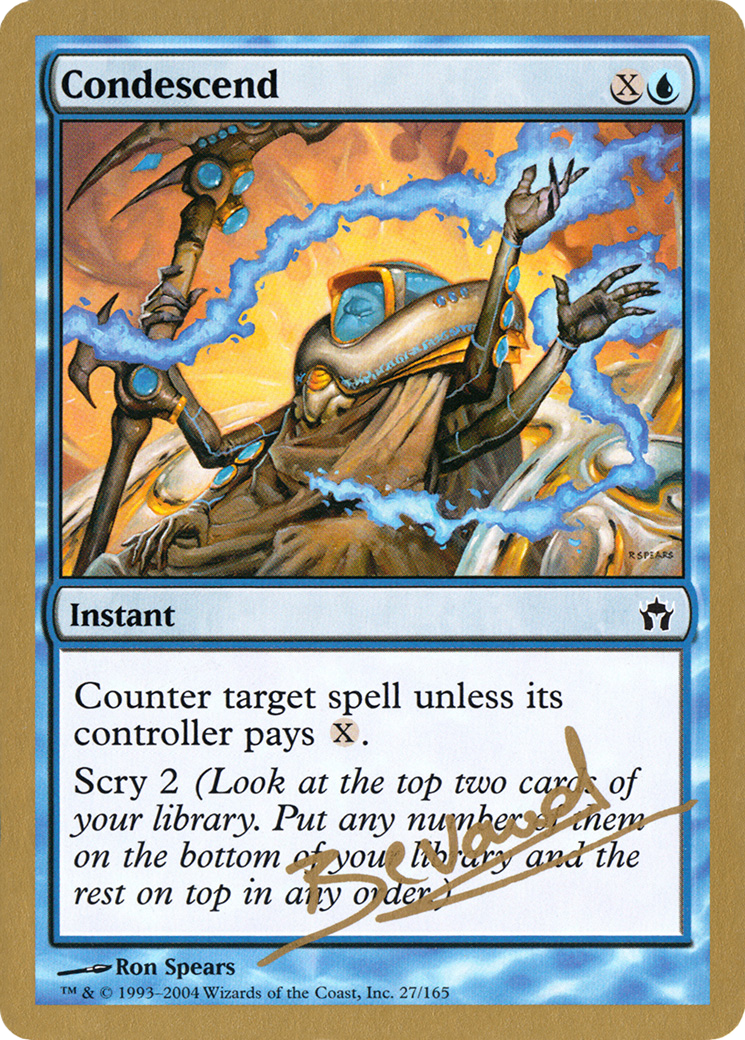 Condescend
X
R SPEARS
Instant
Counter target spell unless its
controller pays X.
Scry 2 (Look at the top two cards of
your library. Put any number of them
on the bottom of your library and the
rest on top in any order.)
Ron Spears
™ & © 1993–2004 Wizards of the Coast, Inc. 27/165